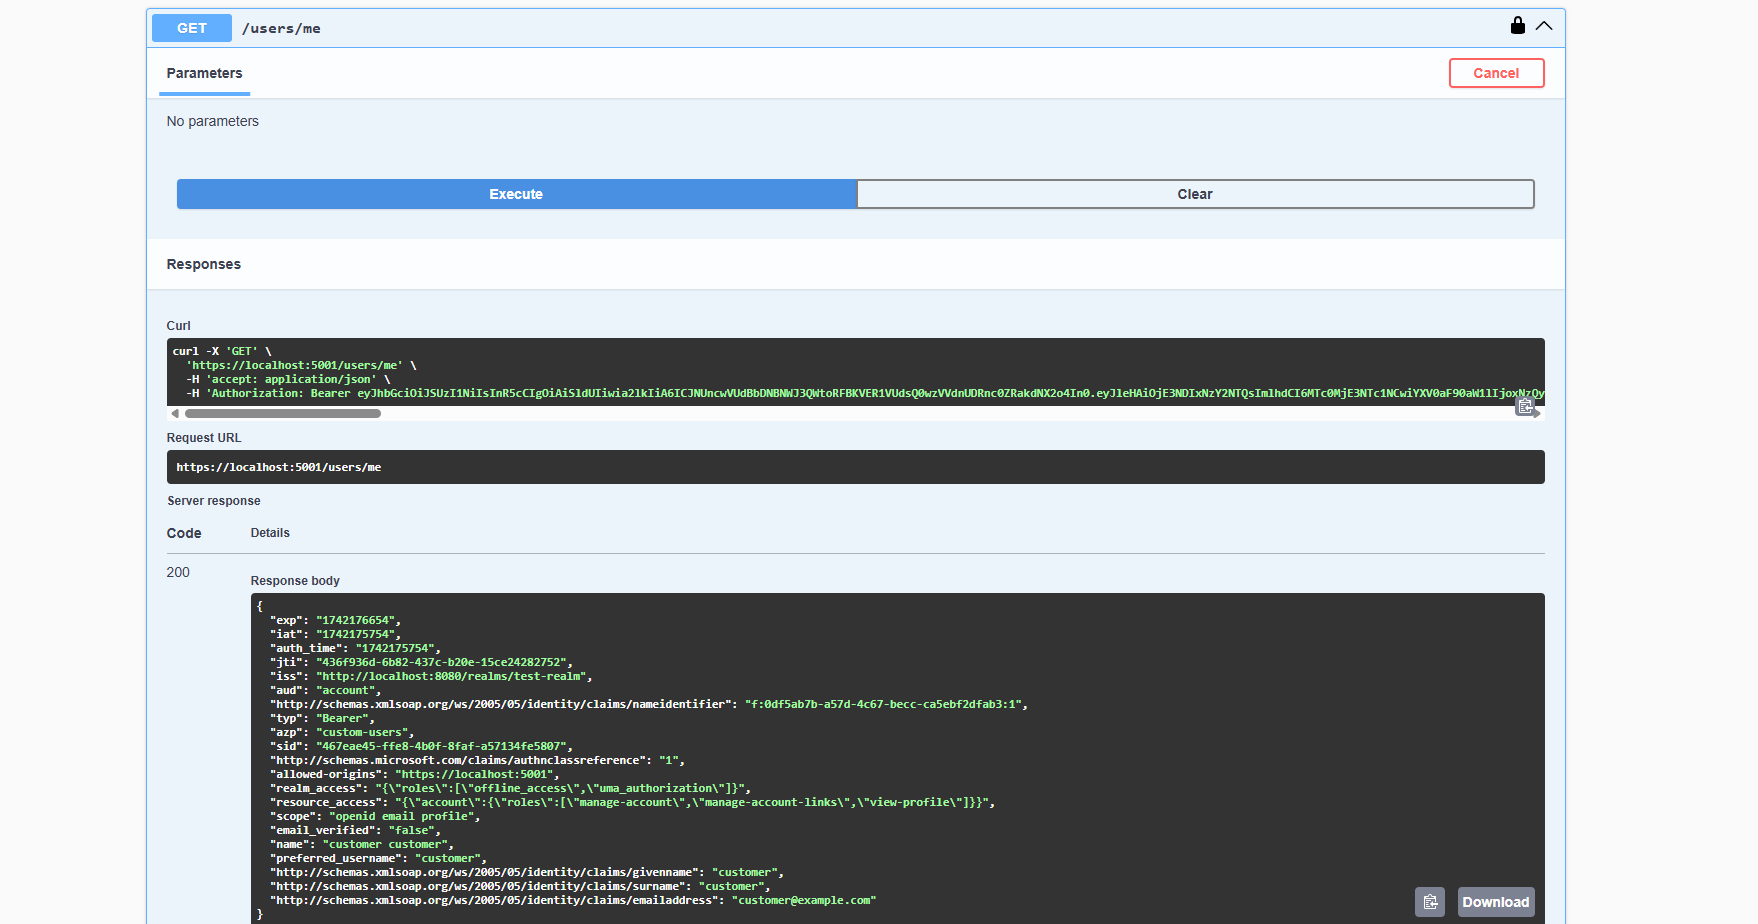 GET /users/me
Parameters
Cancel
No parameters
Execute
Clear
Responses
Curl
curl -X 'GET' \
'https://localhost:5001/users/me' \
-H 'accept: application/json' \
-H 'Authorization: Bearer
Request URL
https://localhost:5001/users/me
Server response
Code Details
200
Response body
{
"exp": "1742176654",
"iat": "1742175754",
"auth_time": "1742175754",
"jti": "436f936d-6b82-437c-b20e-15ce24282752",
"iss": "http://localhost:8080/realms/test-realm",
"aud": "account",
"http://schemas.xmlsoap.org/ws/2005/05/identity/claims/nameidentifier": "f:0df5ab7b-a57d-4c67-becc-ca5ebf2dfab3:1",
"typ": "Bearer",
"azp": "custom-users",
"sid": "467eae45-ffe8-4b0f-8faf-a57134fe5807",
"http://schemas.microsoft.com/claims/authnclassreference": "1",
"allowed-origins": "https://localhost:5001",
"realm_access": "{\"roles\":[\"offline_access\",\"uma_authorization\"]}",
"resource_access": "{\"account\":{\"roles\":[\"manage-account\",\"manage-account-links\",\"view-profile\"]}}",
"scope": "openid email profile",
"email_verified": "false",
"name": "customer customer",
"preferred_username": "customer",
"http://schemas.xmlsoap.org/ws/2005/05/identity/claims/givenname": "customer",
"http://schemas.xmlsoap.org/ws/2005/05/identity/claims/surname": "customer",
"http://schemas.xmlsoap.org/ws/2005/05/identity/claims/emailaddress": "customer@example.com"
}
Download